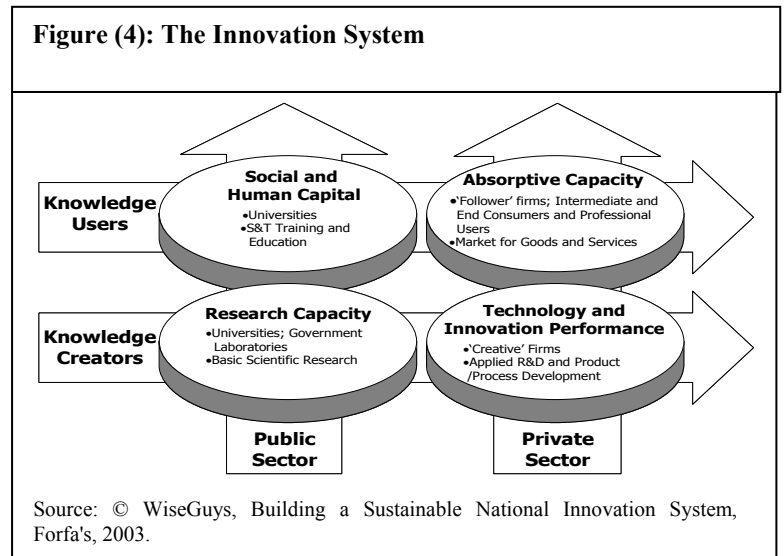 Figure (4): The Innovation System
Knowledge
Users
Social and
Human Capital
•Universities
•S&T Training and
Education
Absorptive Capacity
•'Follower' firms; Intermediate and
End Consumers and Professional
Users
•Market for Goods and Services
Knowledge
Creators
Research Capacity
•Universities; Government
Laboratories
•Basic Scientific Research
Technology and
Innovation Performance
•'Creative' Firms
•Applied R&D and Product
/Process Development
Public
Sector
Private
Sector
Source: © WiseGuys, Building a Sustainable National Innovation System,
Forfa's, 2003.